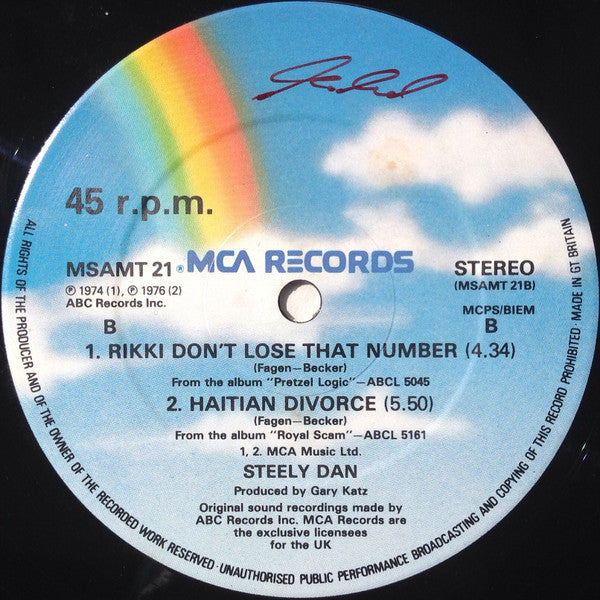 45 r.p.m.
MSAMT 21 ® MCA RECORDS STEREO
℗ 1974 (1), ℗ 1976 (2) (MSAMT 21B)
ABC Records Inc. MCPS/BIEM
B B
1. RIKKI DON'T LOSE THAT NUMBER (4.34)
(Fagen—Becker)
From the album "Pretzel Logic"—ABCL 5045
2. HAITIAN DIVORCE (5.50)
(Fagen—Becker)
From the album "Royal Scam"—ABCL 5161
1, 2. MCA Music Ltd.
STEELY DAN
Produced by Gary Katz
Original sound recordings made by
ABC Records Inc. MCA Records are
the exclusive licensees
for the UK
ALL RIGHTS OF THE PRODUCER AND OF THE OWNER OF THE RECORDED WORK RESERVED · UNAUTHORISED PUBLIC PERFORMANCE BROADCASTING AND COPYING OF THIS RECORD PROHIBITED · MADE IN GT BRITAIN